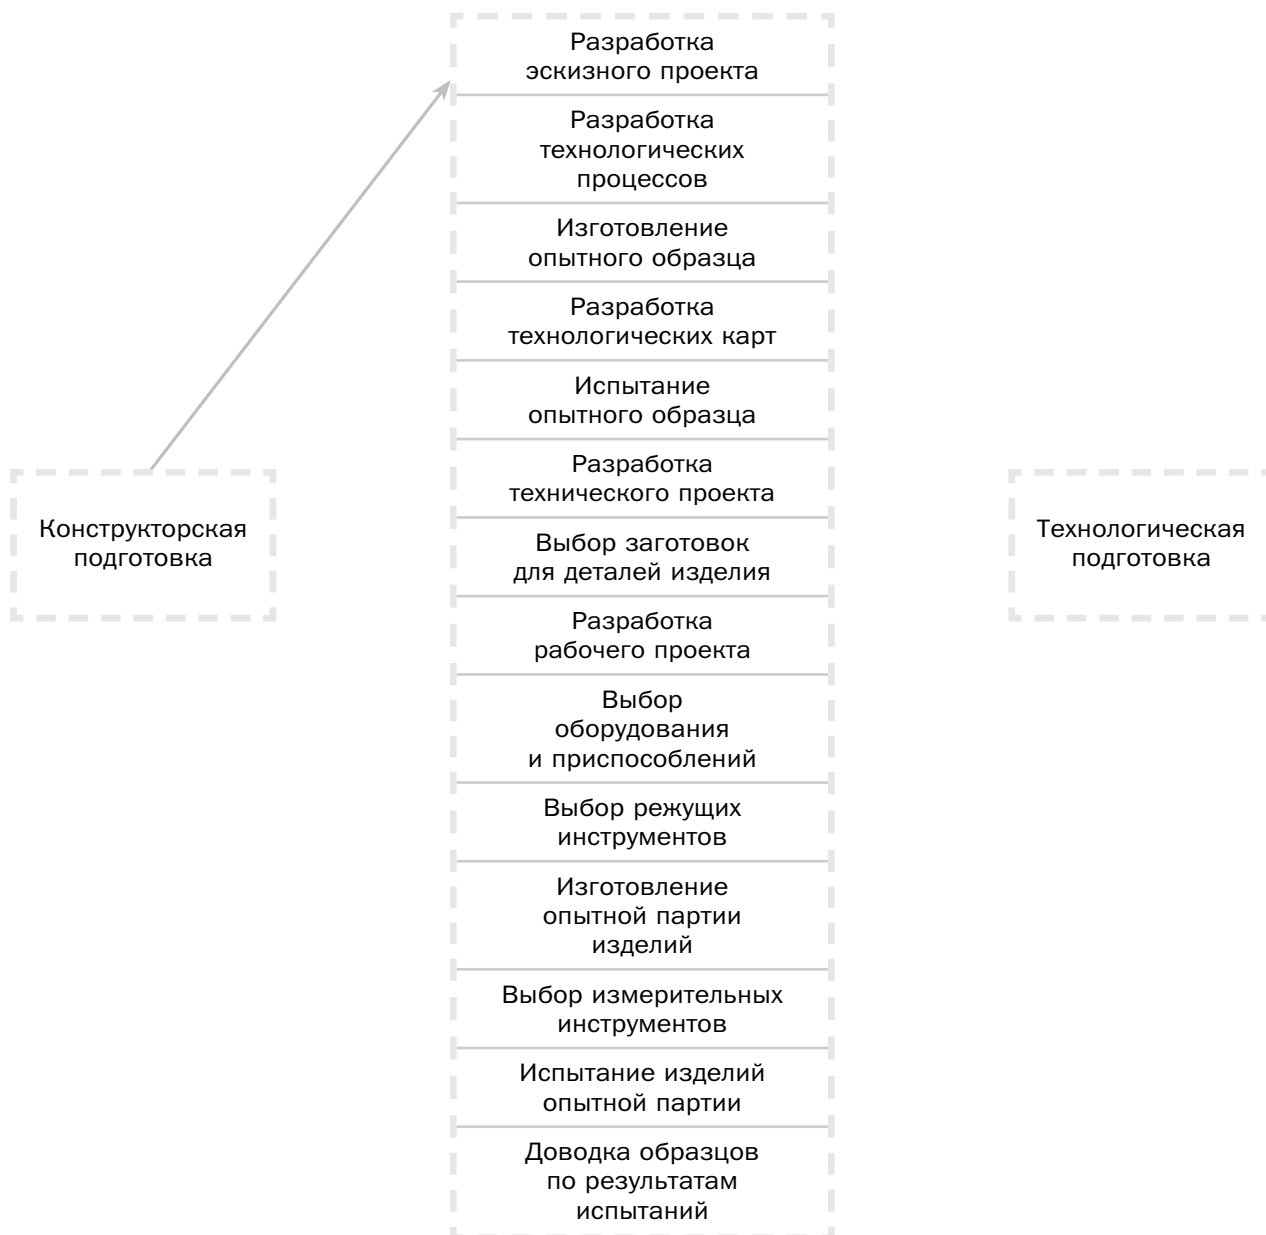 Разработка
эскизного проекта
Разработка
технологических
процессов
Изготовление
опытного образца
Разработка
технологических карт
Испытание
опытного образца
Разработка
технического проекта
Конструкторская
подготовка
Выбор заготовок
для деталей изделия
Технологическая
подготовка
Разработка
рабочего проекта
Выбор
оборудования
и приспособлений
Выбор режущих
инструментов
Изготовление
опытной партии
изделий
Выбор измерительных
инструментов
Испытание изделий
опытной партии
Доводка образцов
по результатам
испытаний